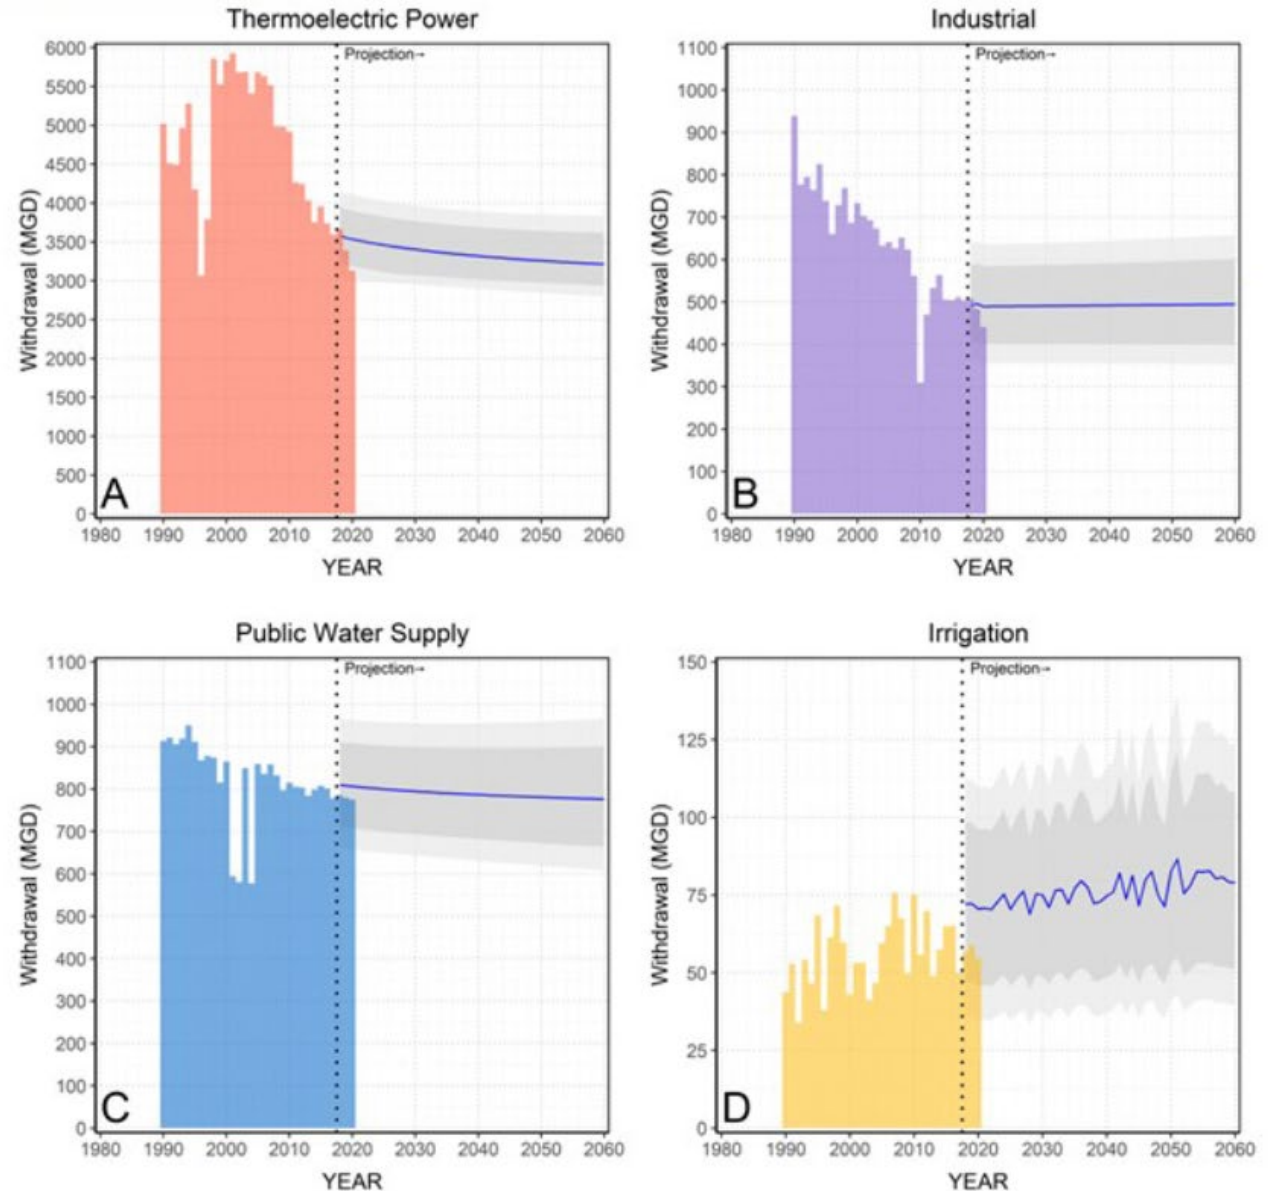 Thermoelectric Power
Projection→
6000
5500
5000
4500
4000
3500
3000
2500
2000
1500
1000
500
0
Withdrawal (MGD)
A
1980 1990 2000 2010 2020 2030 2040 2050 2060
YEAR
Industrial
Projection→
1100
1000
900
800
700
600
500
400
300
200
100
0
Withdrawal (MGD)
B
1980 1990 2000 2010 2020 2030 2040 2050 2060
YEAR
Public Water Supply
Projection→
1100
1000
900
800
700
600
500
400
300
200
100
0
Withdrawal (MGD)
C
1980 1990 2000 2010 2020 2030 2040 2050 2060
YEAR
Irrigation
Projection→
150
125
100
75
50
25
0
Withdrawal (MGD)
D
1980 1990 2000 2010 2020 2030 2040 2050 2060
YEAR